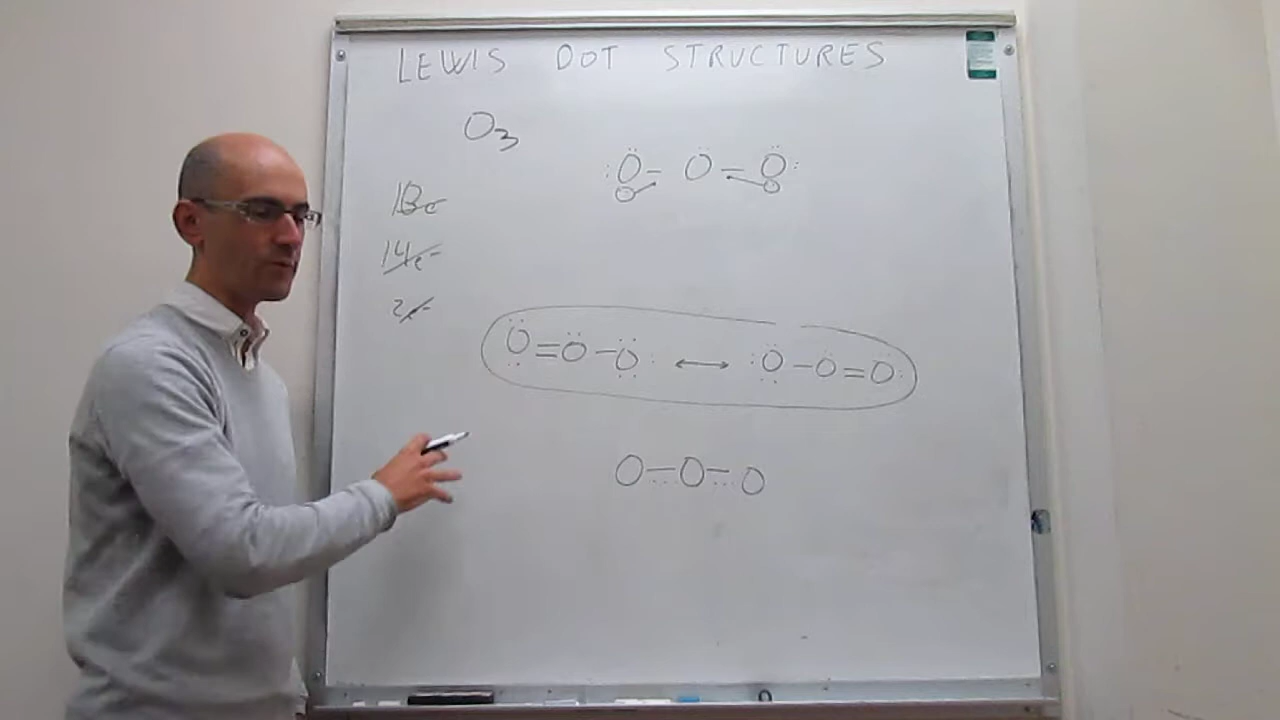 LEWIS DOT STRUCTURES
O3
:O - O = O:
18e-
14e-
2e-
O=O-O: ⟷ :O-O=O:
O-O-O